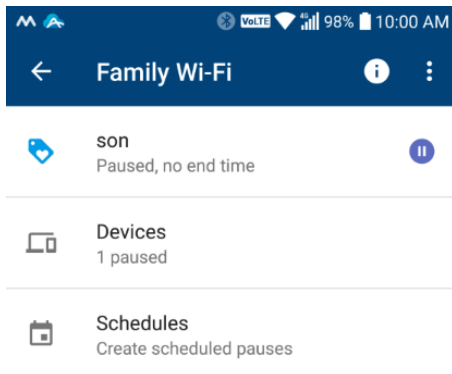 VoLTE 4G 98% 10:00 AM
Family Wi-Fi
son
Paused, no end time
Devices
1 paused
Schedules
Create scheduled pauses